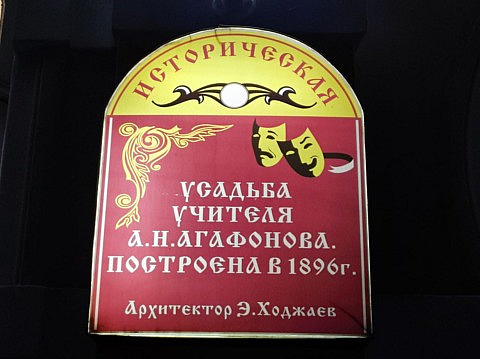 ИСТОРИЧЕСКАЯ
УСАДЬБА
УЧИТЕЛЯ
А.Н.АГАФОНОВА.
ПОСТРОЕНА В 1896г.
Архитектор Э.Ходжаев